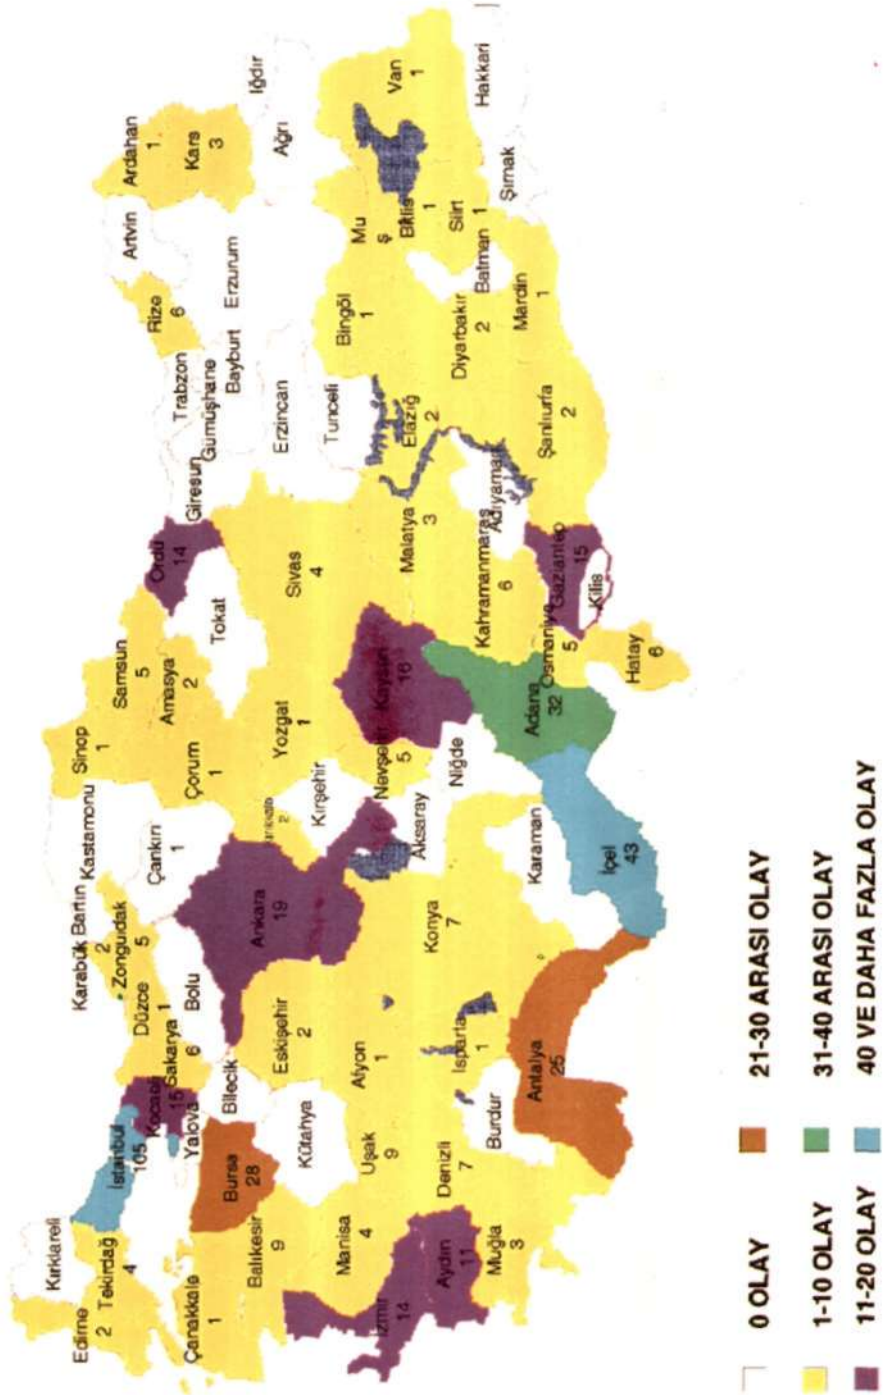 Kırklareli
Edirne
2
Tekirdağ
4
İstanbul
105
Kocaeli
15
Yalova
Sakarya
6
Düzce
1
Zonguldak
5
Karabük
Bartın
2
Kastamonu
Sinop
1
Samsun
5
Ordu
14
Giresun
Trabzon
Gümüşhane
Bayburt
Rize
6
Artvin
Ardahan
1
Kars
3
Iğdır
Ağrı
Erzurum
Erzincan
Tunceli
Tokat
Amasya
2
Çorum
1
Çankırı
1
Bolu
Bilecik
Bursa
28
Çanakkale
1
Balıkesir
9
Kütahya
Eskişehir
2
Ankara
19
2
Kırşehir
Yozgat
1
Sivas
4
Manisa
4
Uşak
9
Afyon
1
İzmir
14
Aydın
11
Denizli
7
Muğla
3
Burdur
Isparta
1
Antalya
25
Konya
7
Aksaray
Nevşehir
5
Niğde
Kayseri
16
Karaman
İçel
43
Adana
32
Osmaniye
5
Hatay
6
Kahramanmaraş
6
Gaziantep
15
Kilis
Malatya
3
Adıyaman
Elazığ
2
Bingöl
1
Mu
ş
Bitlis
1
Van
1
Hakkari
Şırnak
Siirt
1
Batman
Diyarbakır
2
Mardin
1
Şanlıurfa
2
0 OLAY
1-10 OLAY
11-20 OLAY
21-30 ARASI OLAY
31-40 ARASI OLAY
40 VE DAHA FAZLA OLAY